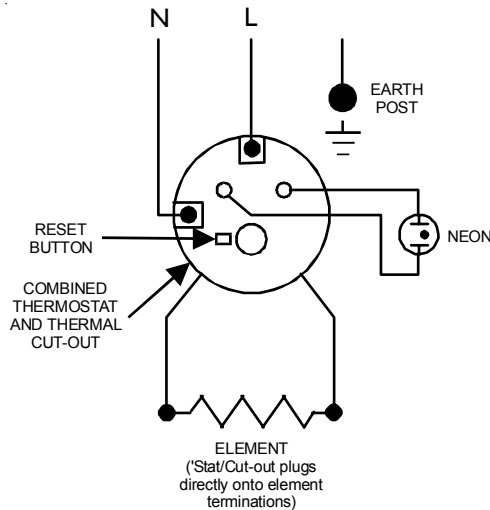 N
L
EARTH
POST
RESET
BUTTON
NEON
COMBINED
THERMOSTAT
AND THERMAL
CUT-OUT
ELEMENT
('Stat/Cut-out plugs
directly onto element
terminations)